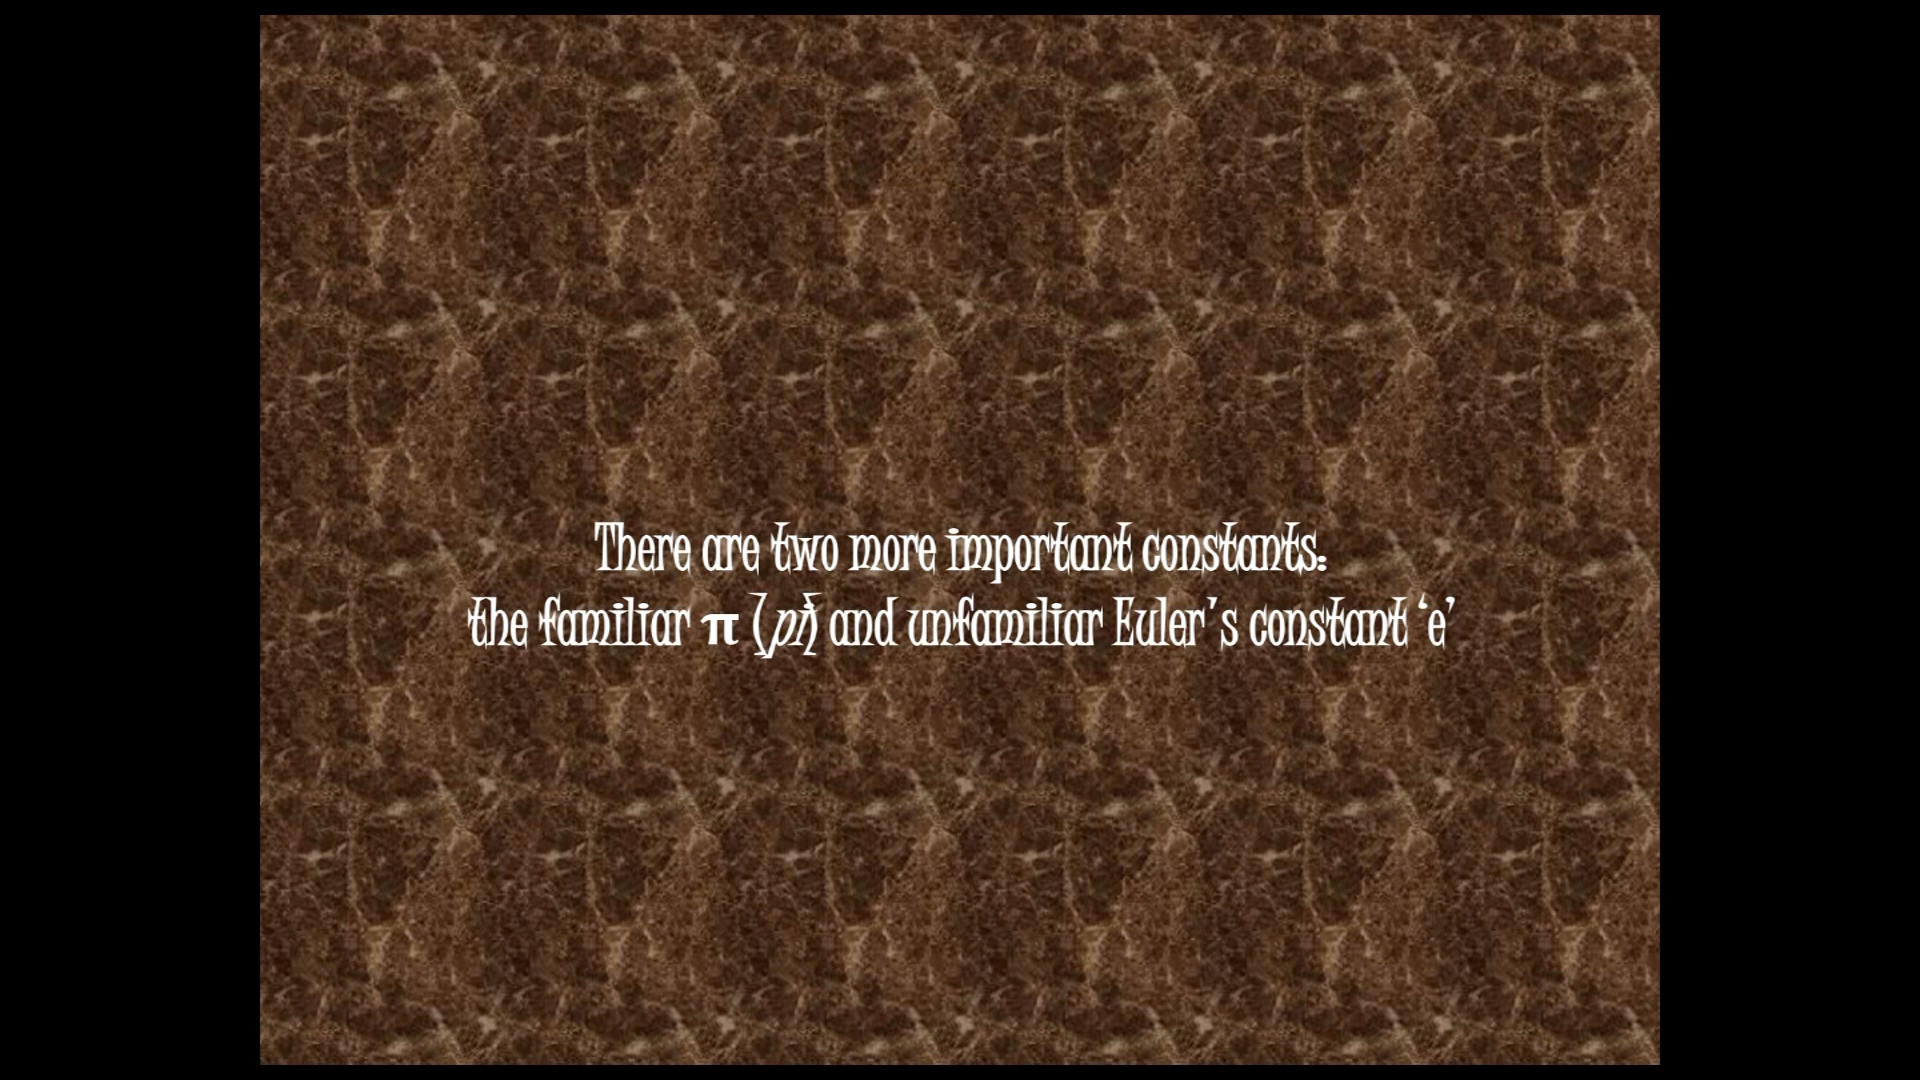 There are two more important constants:
the familiar π (pi) and unfamiliar Euler's constant ‘e’